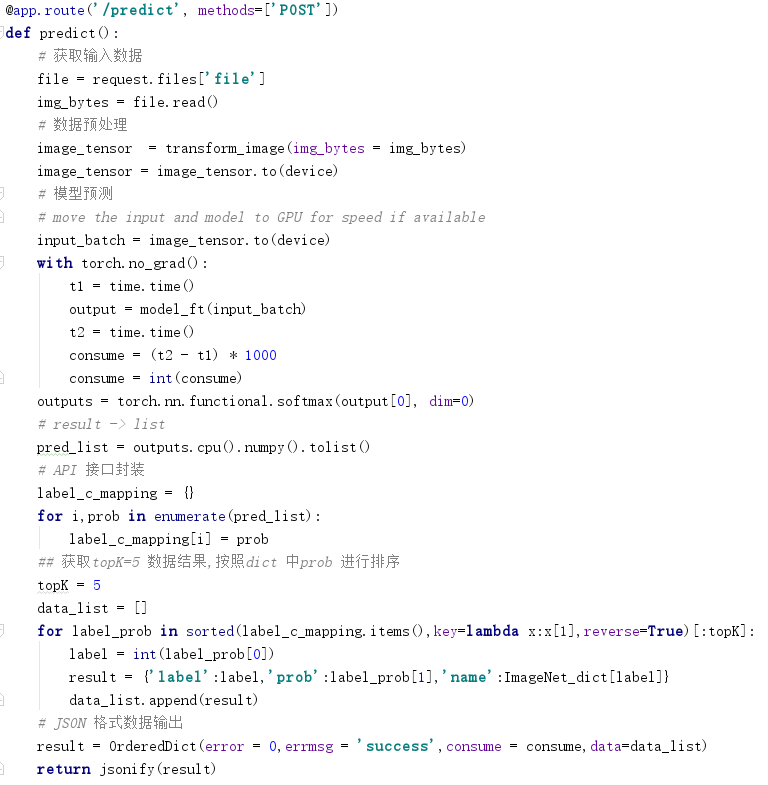 @app.route('/predict', methods=['POST'])
def predict():
    # 获取输入数据
    file = request.files['file']
    img_bytes = file.read()
    # 数据预处理
    image_tensor  = transform_image(img_bytes = img_bytes)
    image_tensor = image_tensor.to(device)
    # 模型预测
    # move the input and model to GPU for speed if available
    input_batch = image_tensor.to(device)
    with torch.no_grad():
        t1 = time.time()
        output = model_ft(input_batch)
        t2 = time.time()
        consume = (t2 - t1) * 1000
        consume = int(consume)
    outputs = torch.nn.functional.softmax(output[0], dim=0)
    # result -> list
    pred_list = outputs.cpu().numpy().tolist()
    # API 接口封装
    label_c_mapping = {}
    for i,prob in enumerate(pred_list):
        label_c_mapping[i] = prob
    ## 获取topK=5 数据结果,按照dict 中prob 进行排序
    topK = 5
    data_list = []
    for label_prob in sorted(label_c_mapping.items(),key=lambda x:x[1],reverse=True)[:topK]:
        label = int(label_prob[0])
        result = {'label':label,'prob':label_prob[1],'name':ImageNet_dict[label]}
        data_list.append(result)
    # JSON 格式数据输出
    result = OrderedDict(error = 0,errmsg = 'success',consume = consume,data=data_list)
    return jsonify(result)